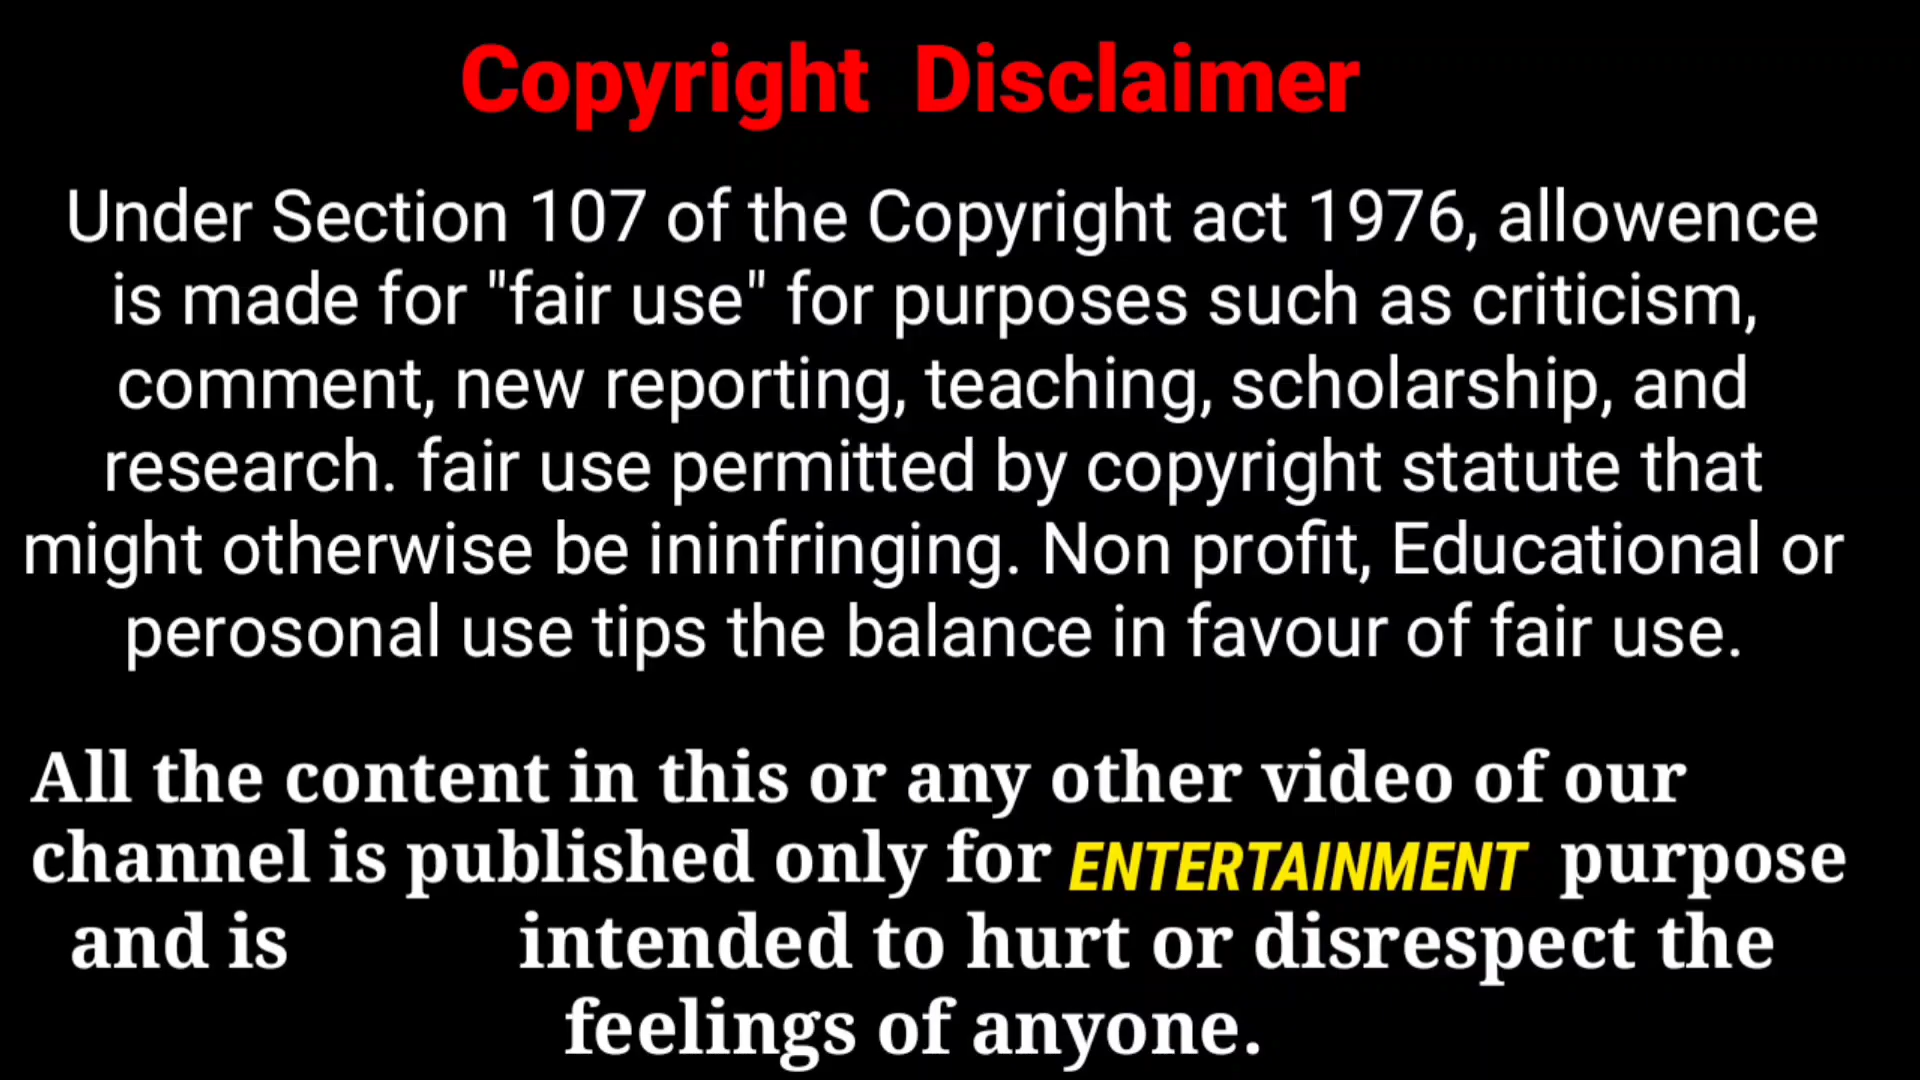 Copyright Disclaimer
Under Section 107 of the Copyright act 1976, allowence
is made for "fair use" for purposes such as criticism,
comment, new reporting, teaching, scholarship, and
research. fair use permitted by copyright statute that
might otherwise be ininfringing. Non profit, Educational or
perosonal use tips the balance in favour of fair use.
All the content in this or any other video of our
channel is published only for ENTERTAINMENT purpose
and is intended to hurt or disrespect the
feelings of anyone.